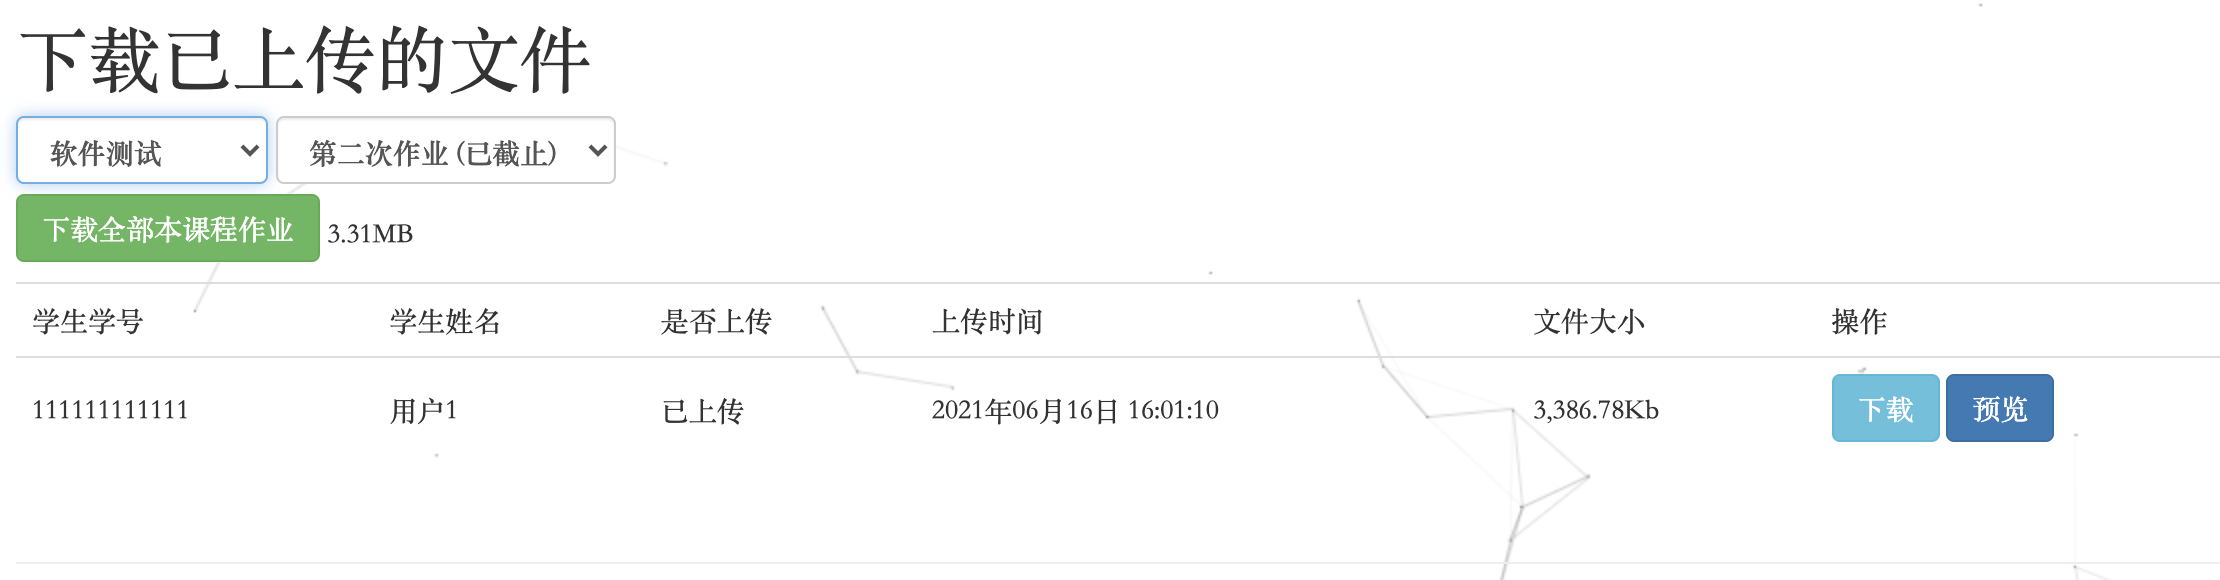 下载已上传的文件
软件测试 第二次作业 (已截止)
下载全部本课程作业 3.31MB
学生学号 学生姓名 是否上传 上传时间 文件大小 操作
111111111111 用户1 已上传 2021年06月16日 16:01:10 3,386.78Kb 下载 预览